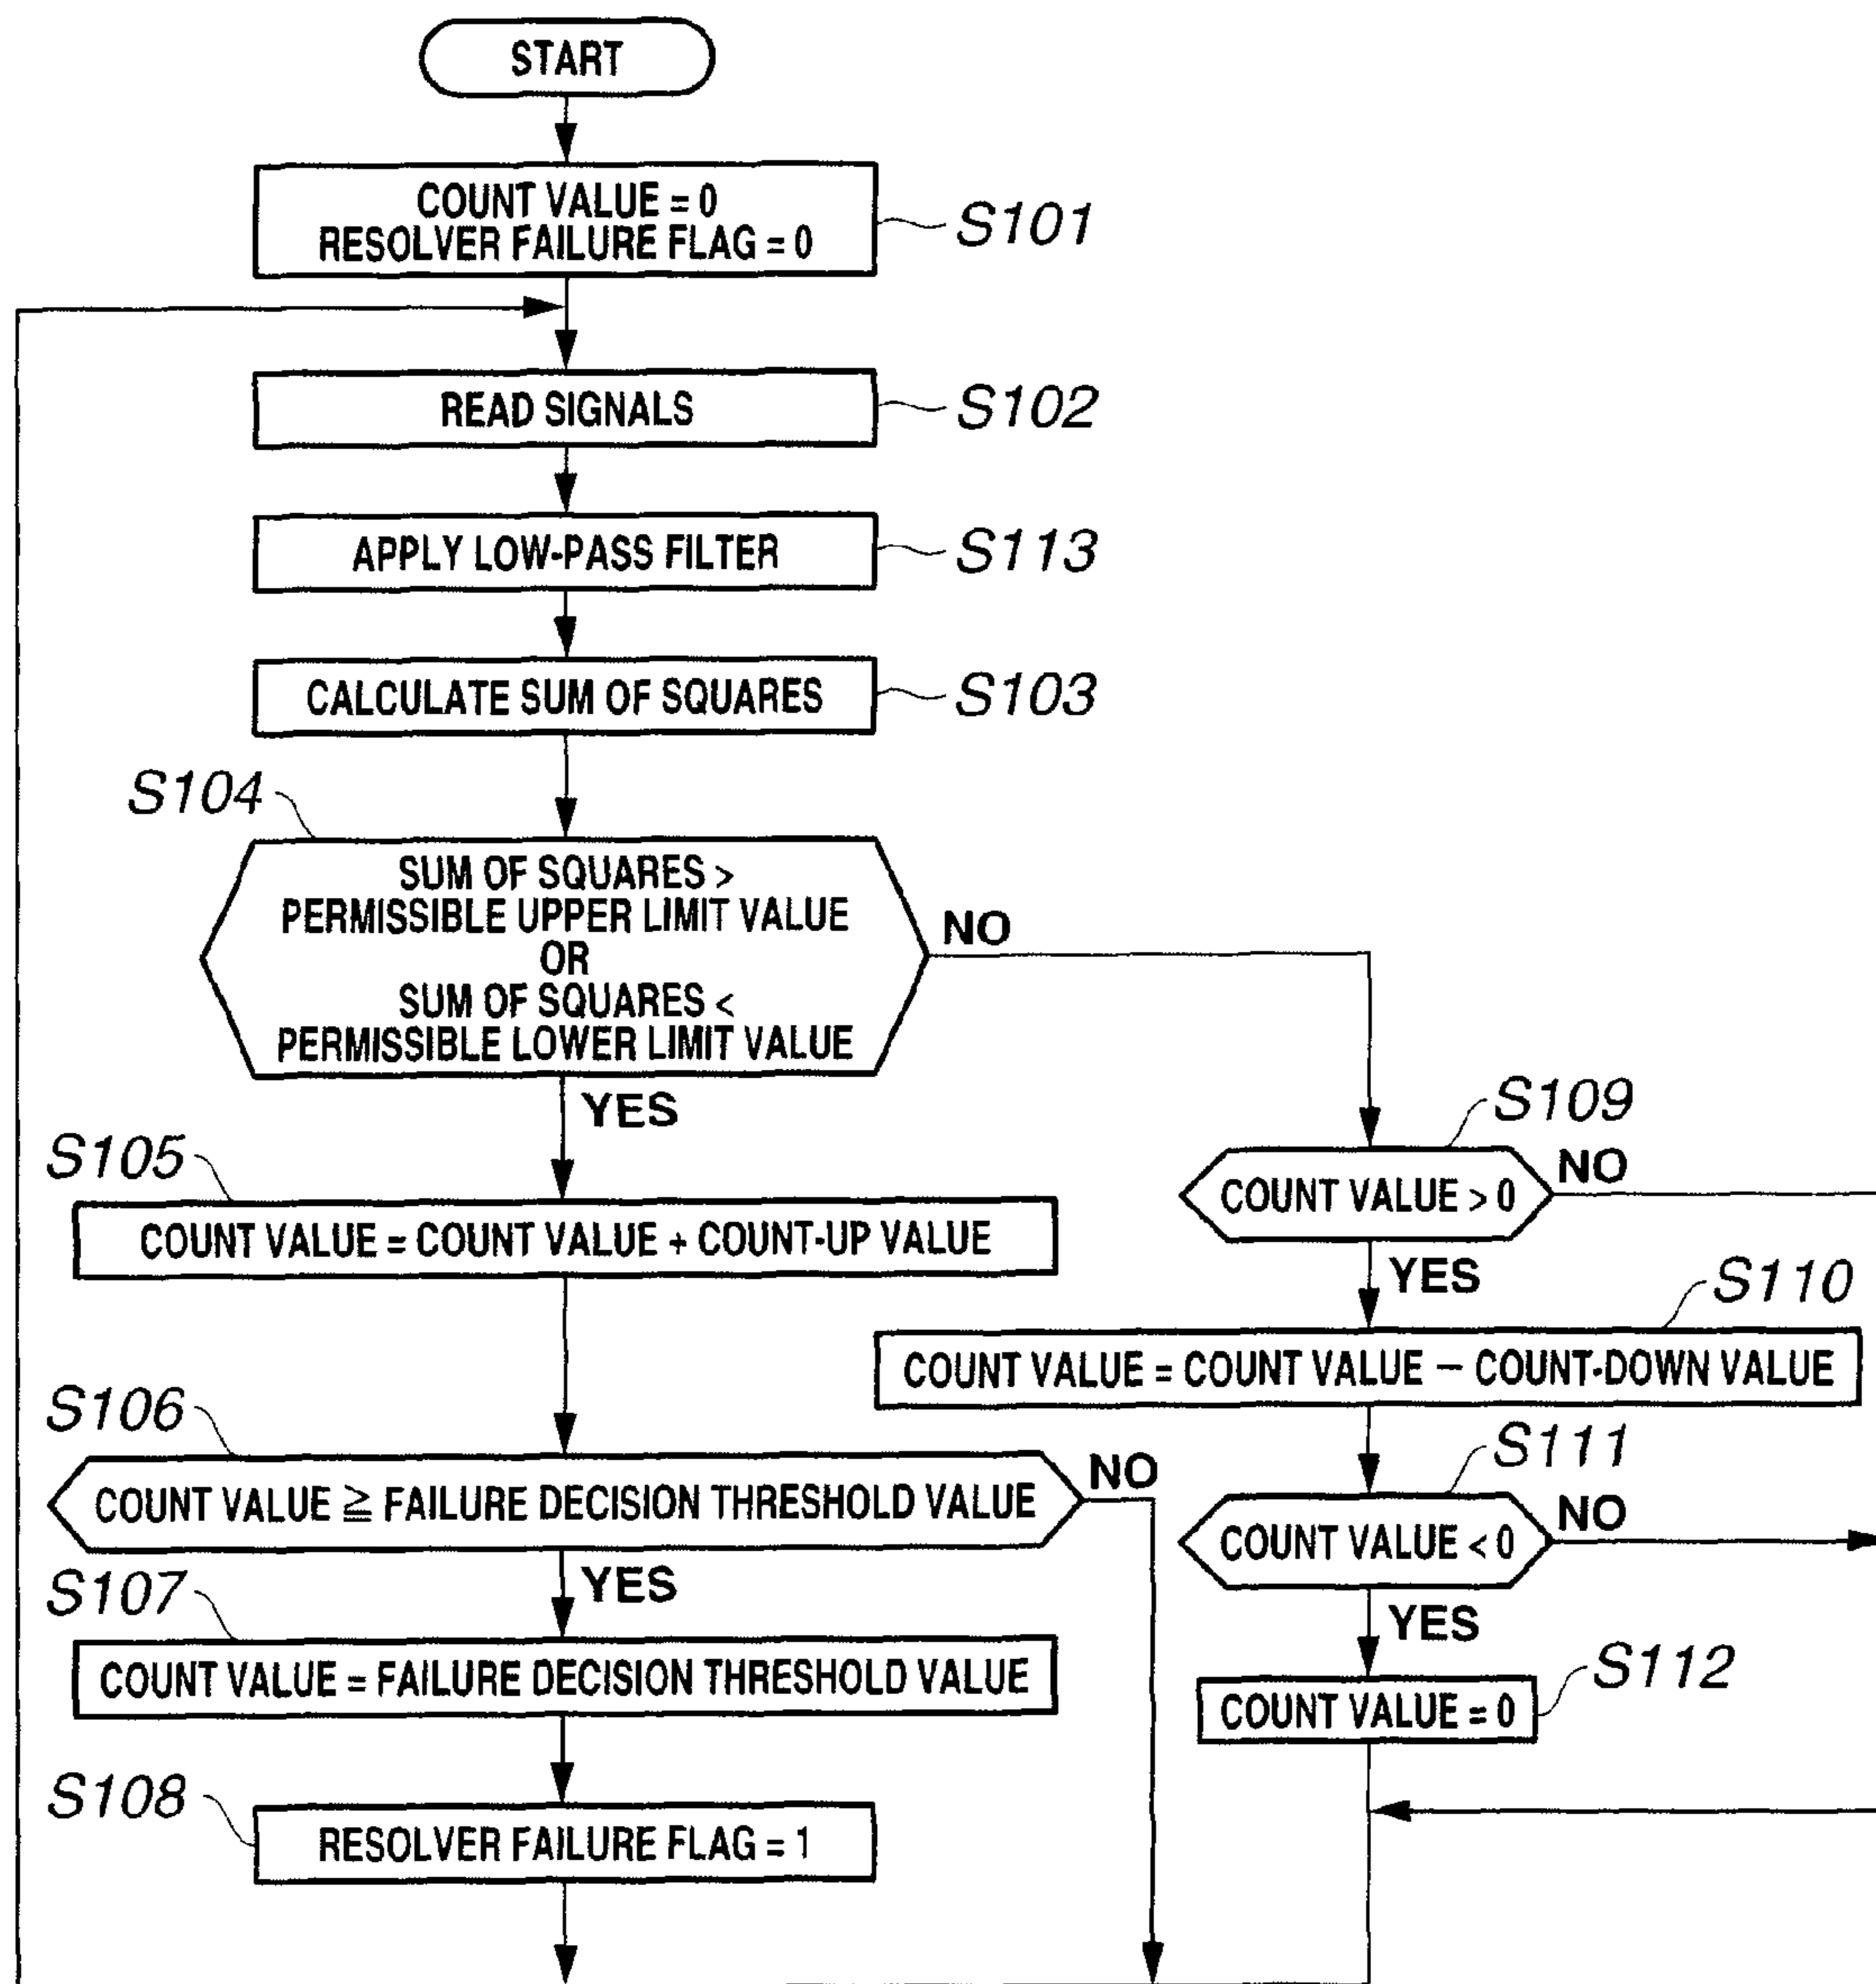 START
COUNT VALUE = 0
RESOLVER FAILURE FLAG = 0
S101
READ SIGNALS
S102
APPLY LOW-PASS FILTER
S113
CALCULATE SUM OF SQUARES
S103
S104
SUM OF SQUARES >
PERMISSIBLE UPPER LIMIT VALUE
OR
SUM OF SQUARES <
PERMISSIBLE LOWER LIMIT VALUE
NO
YES
S105
COUNT VALUE = COUNT VALUE + COUNT-UP VALUE
S106
COUNT VALUE ≧ FAILURE DECISION THRESHOLD VALUE
NO
YES
S107
COUNT VALUE = FAILURE DECISION THRESHOLD VALUE
S108
RESOLVER FAILURE FLAG = 1
S109
COUNT VALUE > 0
NO
YES
S110
COUNT VALUE = COUNT VALUE － COUNT-DOWN VALUE
S111
COUNT VALUE < 0
NO
YES
S112
COUNT VALUE = 0